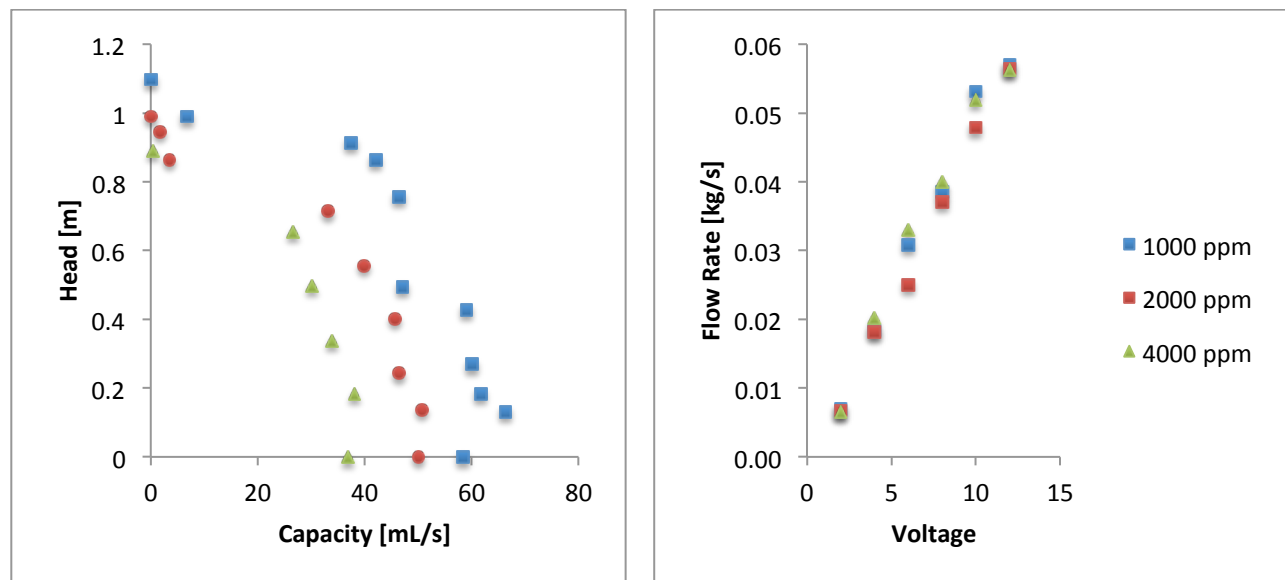 1.2
1
0.8
0.6
0.4
0.2
0
Head [m]
0 20 40 60 80
Capacity [mL/s]
0.06
0.05
0.04
0.03
0.02
0.01
0.00
Flow Rate [kg/s]
0 5 10 15
Voltage
1000 ppm
2000 ppm
4000 ppm